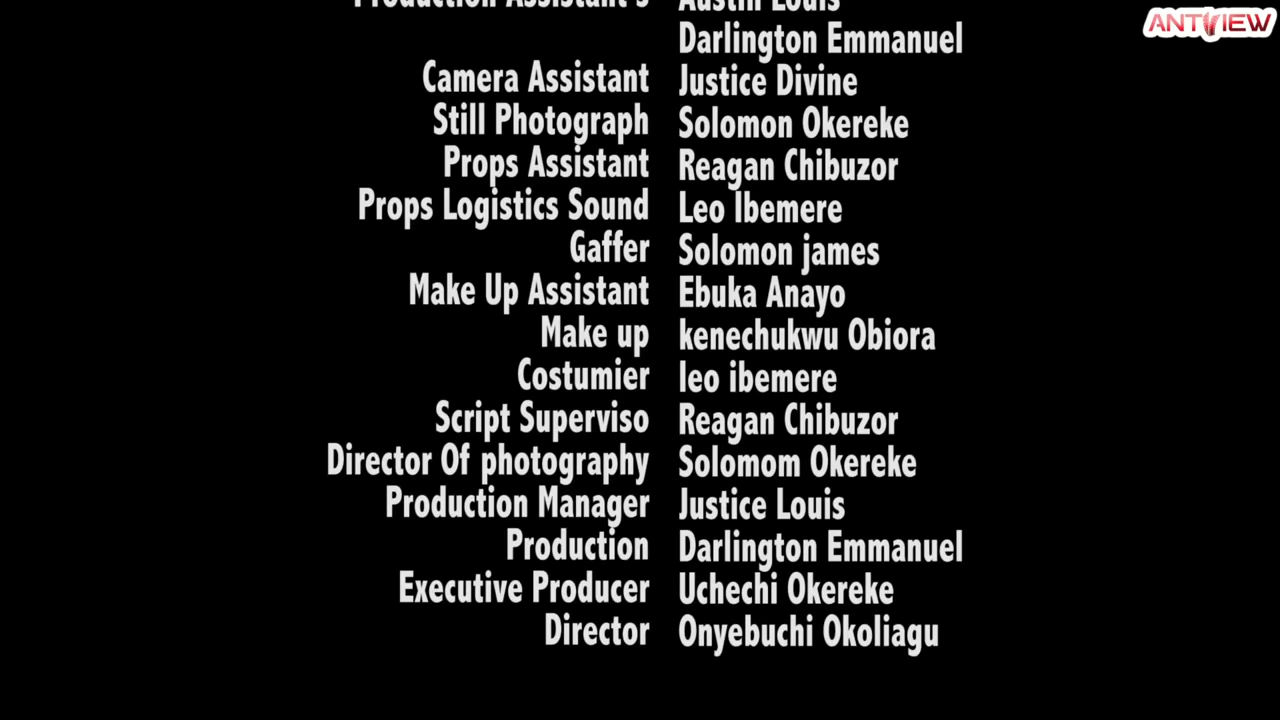 Production Assistant's Austin Louis
Darlington Emmanuel
Camera Assistant Justice Divine
Still Photograph Solomon Okereke
Props Assistant Reagan Chibuzor
Props Logistics Sound Leo Ibemere
Gaffer Solomon james
Make Up Assistant Ebuka Anayo
Make up kenechukwu Obiora
Costumier leo ibemere
Script Superviso Reagan Chibuzor
Director Of photography Solomom Okereke
Production Manager Justice Louis
Production Darlington Emmanuel
Executive Producer Uchechi Okereke
Director Onyebuchi Okoliagu
ANTVIEW